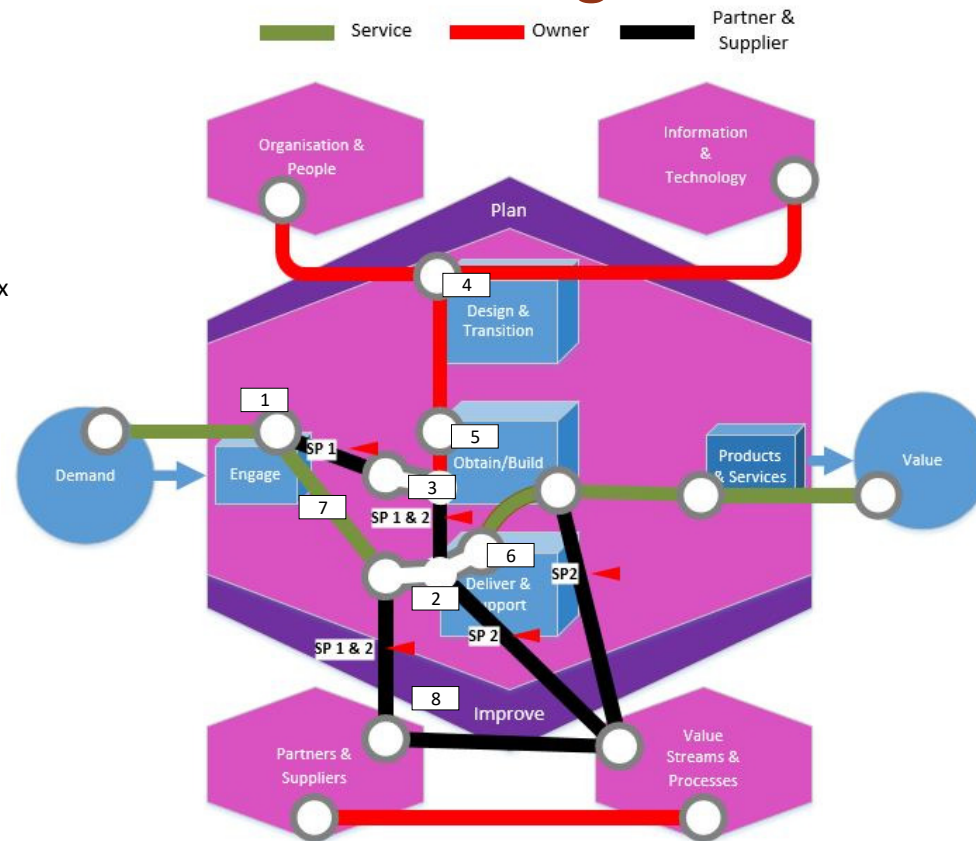 Service
Owner
Partner &
Supplier
Organisation &
People
Information
&
Technology
Plan
x
4
Design &
Transition
1
SP 1
5
Obtain/Build
Products
& Services
Demand
Engage
Value
3
7
SP 1 & 2
6
SP2
2
Deliver &
upport
SP 2
SP 1 & 2
8
Improve
Partners &
Suppliers
Value
Streams &
Processes